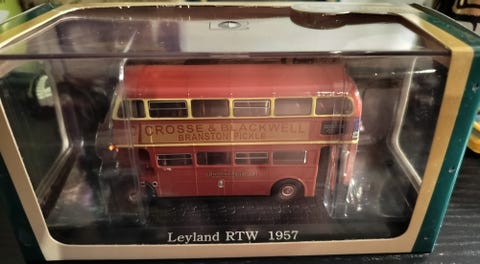 CROSSE & BLACKWELL
BRANSTON PICKLE
Leyland RTW 1957